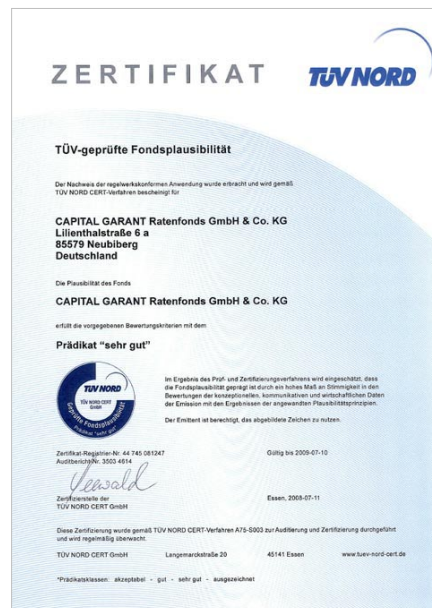 ZERTIFIKAT
TÜV NORD
TÜV-geprüfte Fondsplausibilität
Der Nachweis der regelwerkskonformen Anwendung wurde erbracht und wird gemäß
TÜV NORD CERT-Verfahren bescheinigt für
CAPITAL GARANT Ratenfonds GmbH & Co. KG
Lilienthalstraße 6 a
85579 Neubiberg
Deutschland
Die Plausibilität des Fonds
CAPITAL GARANT Ratenfonds GmbH & Co. KG
erfüllt die vorgegebenen Bewertungskriterien mit dem
Prädikat "sehr gut"
TÜV NORD
TÜV NORD CERT
GmbH
Geprüfte Fondsplausibilität
Prädikat "sehr gut"
Im Ergebnis des Prüf- und Zertifizierungsverfahrens wird eingeschätzt, dass
die Fondsplausibilität geprägt ist durch ein hohes Maß an Stimmigkeit in den
Bewertungen der konzeptionellen, kommunikativen und wirtschaftlichen Daten
der Emission mit den Ergebnissen der angewandten Plausibilitätsprinzipien.
Der Emittent ist berechtigt, das abgebildete Zeichen zu nutzen.
Zertifikat-Registrier-Nr. 44 745 081247
Auditbericht-Nr. 3503 4614
Gültig bis 2009-07-10
Zertifizierstelle der
TÜV NORD CERT GmbH
Essen, 2008-07-11
Diese Zertifizierung wurde gemäß TÜV NORD CERT-Verfahren A75-S003 zur Auditierung und Zertifizierung durchgeführt
und wird regelmäßig überwacht.
TÜV NORD CERT GmbH Langemarckstraße 20 45141 Essen www.tuev-nord-cert.de
*Prädikatsklassen: akzeptabel - gut - sehr gut - ausgezeichnet